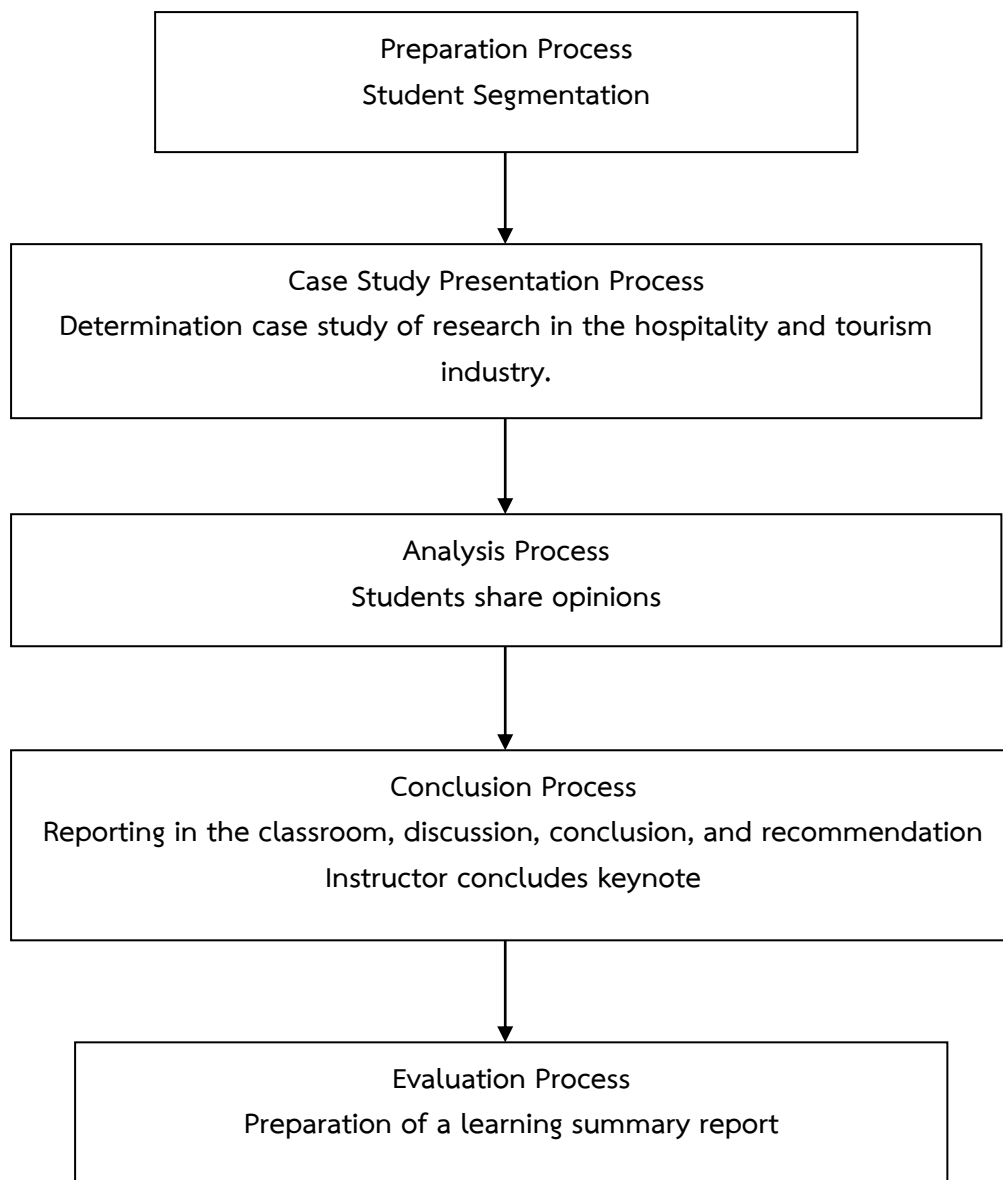 Preparation Process
Student Segmentation
Case Study Presentation Process
Determination case study of research in the hospitality and tourism
industry.
Analysis Process
Students share opinions
Conclusion Process
Reporting in the classroom, discussion, conclusion, and recommendation
Instructor concludes keynote
Evaluation Process
Preparation of a learning summary report